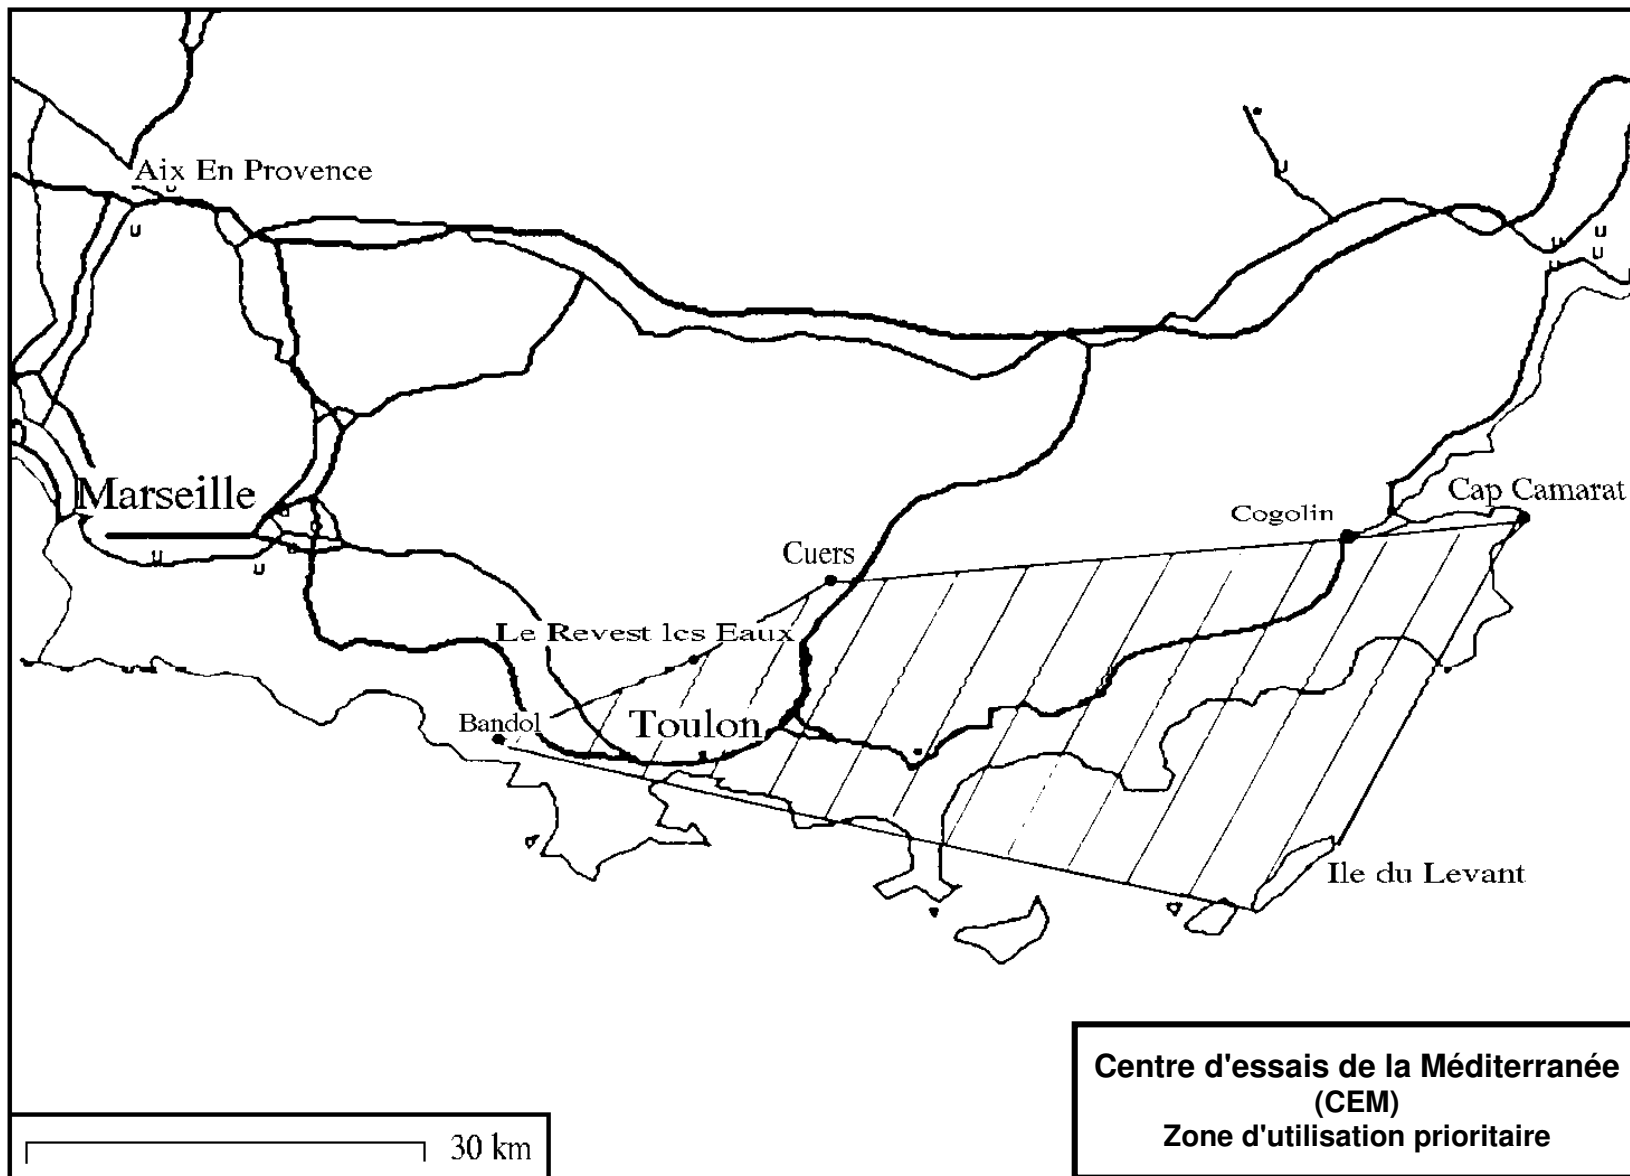 Aix En Provence
Marseille
Cap Camarat
Cogolin
Cuers
Le Revest les Eaux
Bandol
Toulon
Ile du Levant
Centre d'essais de la Méditerranée
(CEM)
Zone d'utilisation prioritaire
30 km